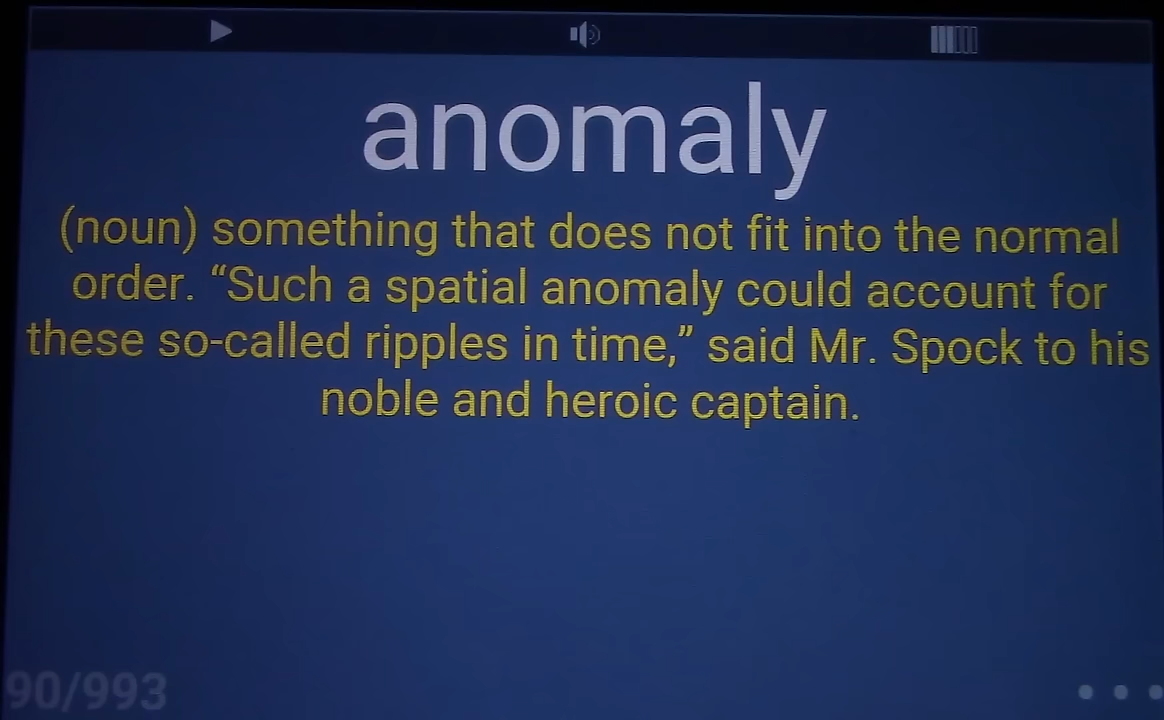 anomaly
(noun) something that does not fit into the normal
order. “Such a spatial anomaly could account for
these so-called ripples in time,” said Mr. Spock to his
noble and heroic captain.
90/993